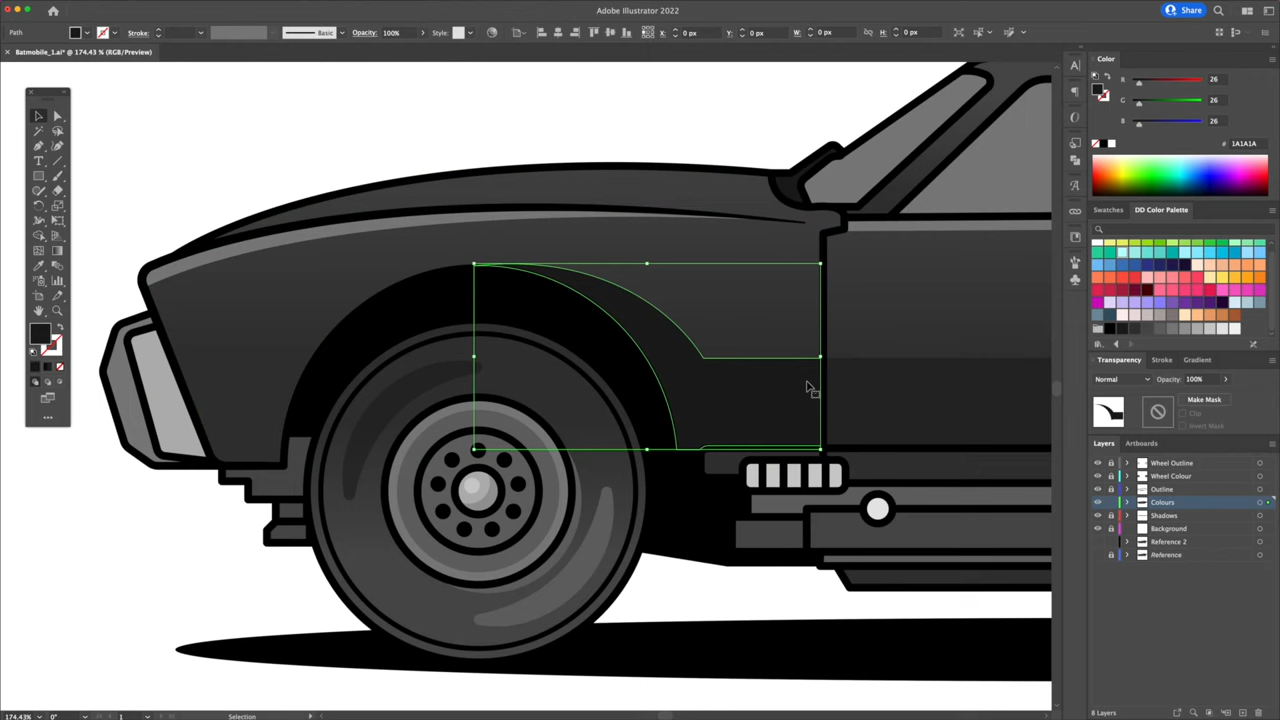 Adobe Illustrator 2022
Share
Path
Stroke:
Basic
Opacity: 100%
Style:
X: 0 px
Y: 0 px
W: 0 px
H: 0 px
Batmobile_1.ai* @ 174.43 % (RGB/Preview)
Color
R 26
G 26
B 26
# 1A1A1A
Swatches
DD Color Palette
Transparency
Stroke
Gradient
Normal
Opacity: 100%
Make Mask
Clip
Invert Mask
Layers
Artboards
Wheel Outline
Wheel Colour
Outline
Colours
Shadows
Background
Reference 2
Reference
8 Layers
174.43%
0°
1
Selection